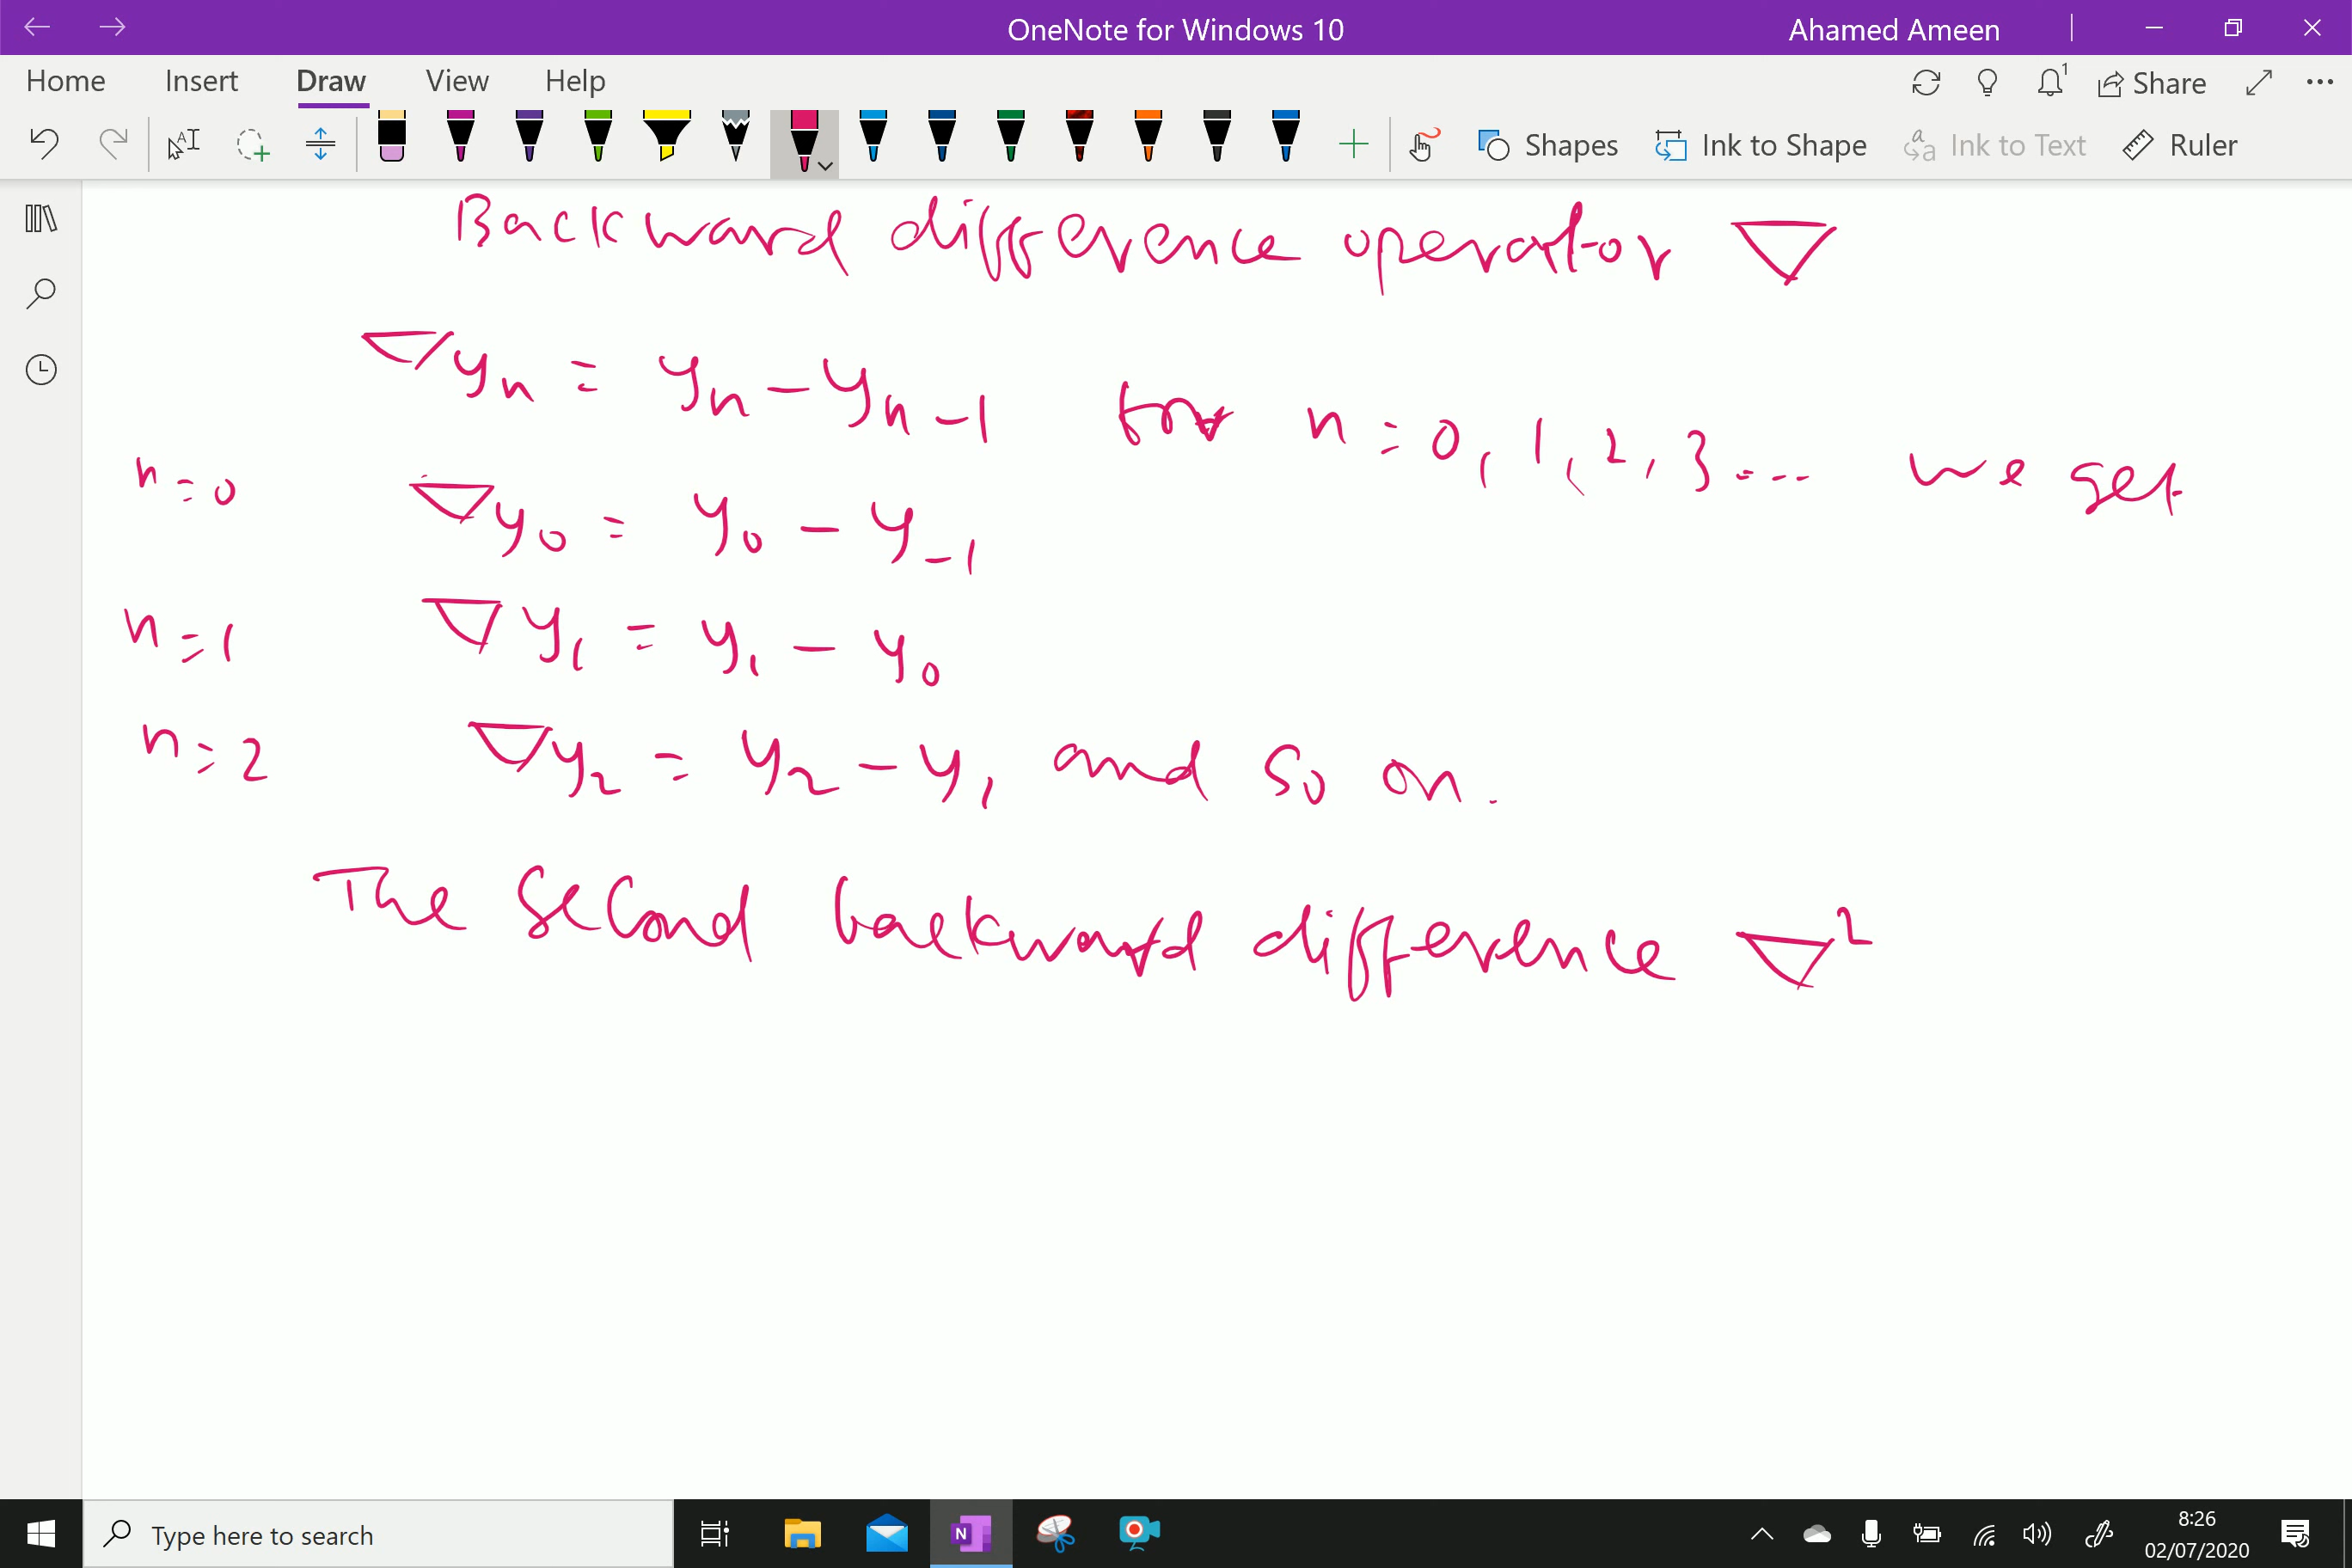 OneNote for Windows 10 Ahamed Ameen
Home Insert Draw View Help 1 Share
Shapes Ink to Shape Ink to Text Ruler
Backward difference operator ▽
▽yₙ = yₙ - yₙ₋₁ for n = 0, 1, 2, 3 .... we get
n = 0 ▽y₀ = y₀ - y₋₁
n = 1 ▽y₁ = y₁ - y₀
n = 2 ▽y₂ = y₂ - y₁ and so on.
The second backward difference ▽²
Type here to search
8:26
02/07/2020